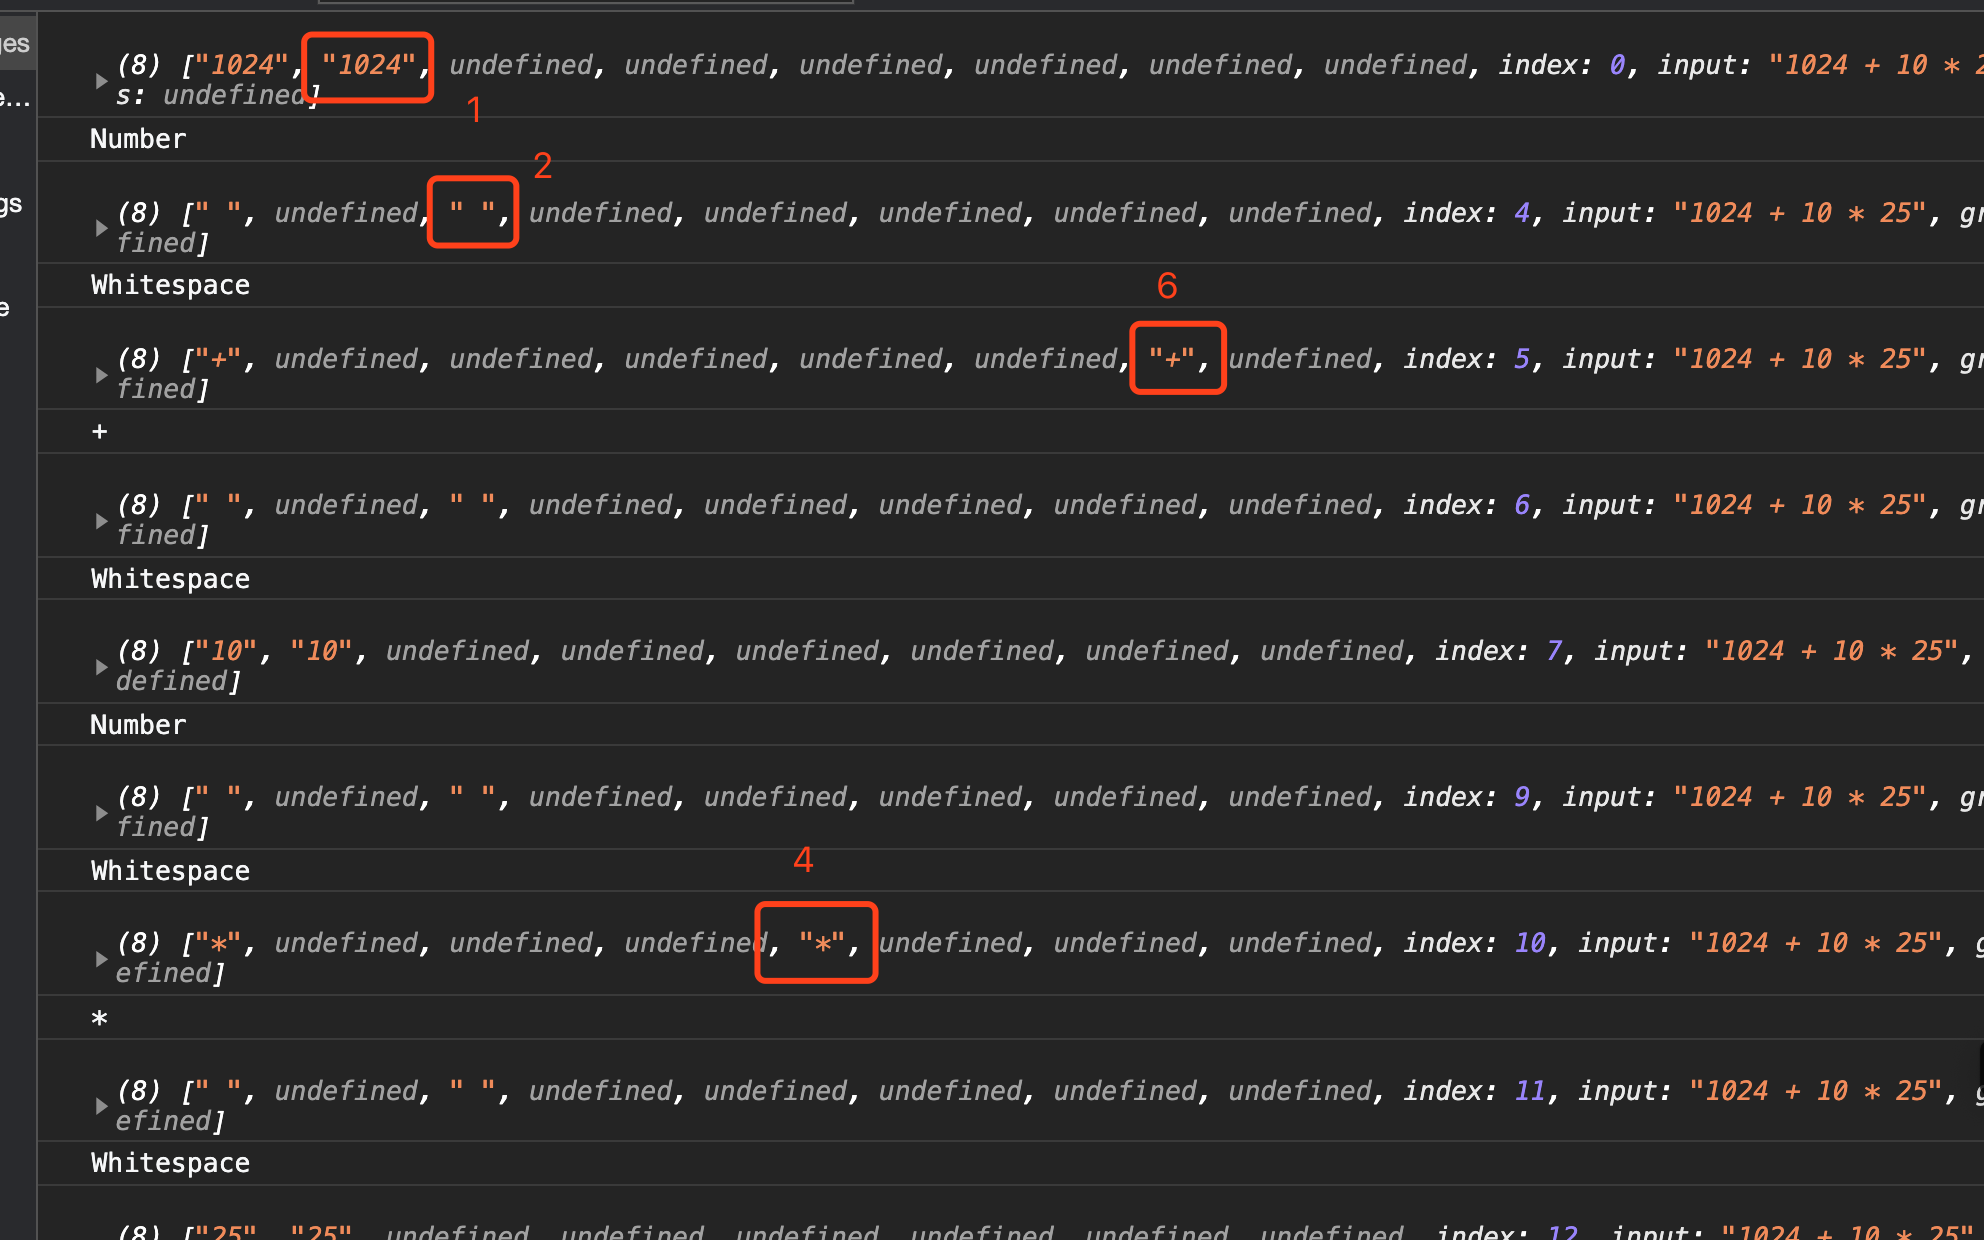 ges
(8) ["1024", "1024", undefined, undefined, undefined, undefined, undefined, undefined, index: 0, input: "1024 + 10 * 2
s: undefined]
1
Number
2
(8) [" ", undefined, " ", undefined, undefined, undefined, undefined, undefined, index: 4, input: "1024 + 10 * 25", gr
fined]
gs
Whitespace
6
e
(8) ["+", undefined, undefined, undefined, undefined, undefined, "+", undefined, index: 5, input: "1024 + 10 * 25", gr
fined]
+
(8) [" ", undefined, " ", undefined, undefined, undefined, undefined, undefined, index: 6, input: "1024 + 10 * 25", gr
fined]
Whitespace
(8) ["10", "10", undefined, undefined, undefined, undefined, undefined, undefined, index: 7, input: "1024 + 10 * 25",
defined]
Number
(8) [" ", undefined, " ", undefined, undefined, undefined, undefined, undefined, index: 9, input: "1024 + 10 * 25", gr
fined]
Whitespace
4
(8) ["*", undefined, undefined, undefined, "*", undefined, undefined, undefined, index: 10, input: "1024 + 10 * 25", g
efined]
*
(8) [" ", undefined, " ", undefined, undefined, undefined, undefined, undefined, index: 11, input: "1024 + 10 * 25", g
efined]
Whitespace
(8) ["25", "25", undefined, undefined, undefined, undefined, undefined, undefined, index: 12, input: "1024 + 10 * 25"